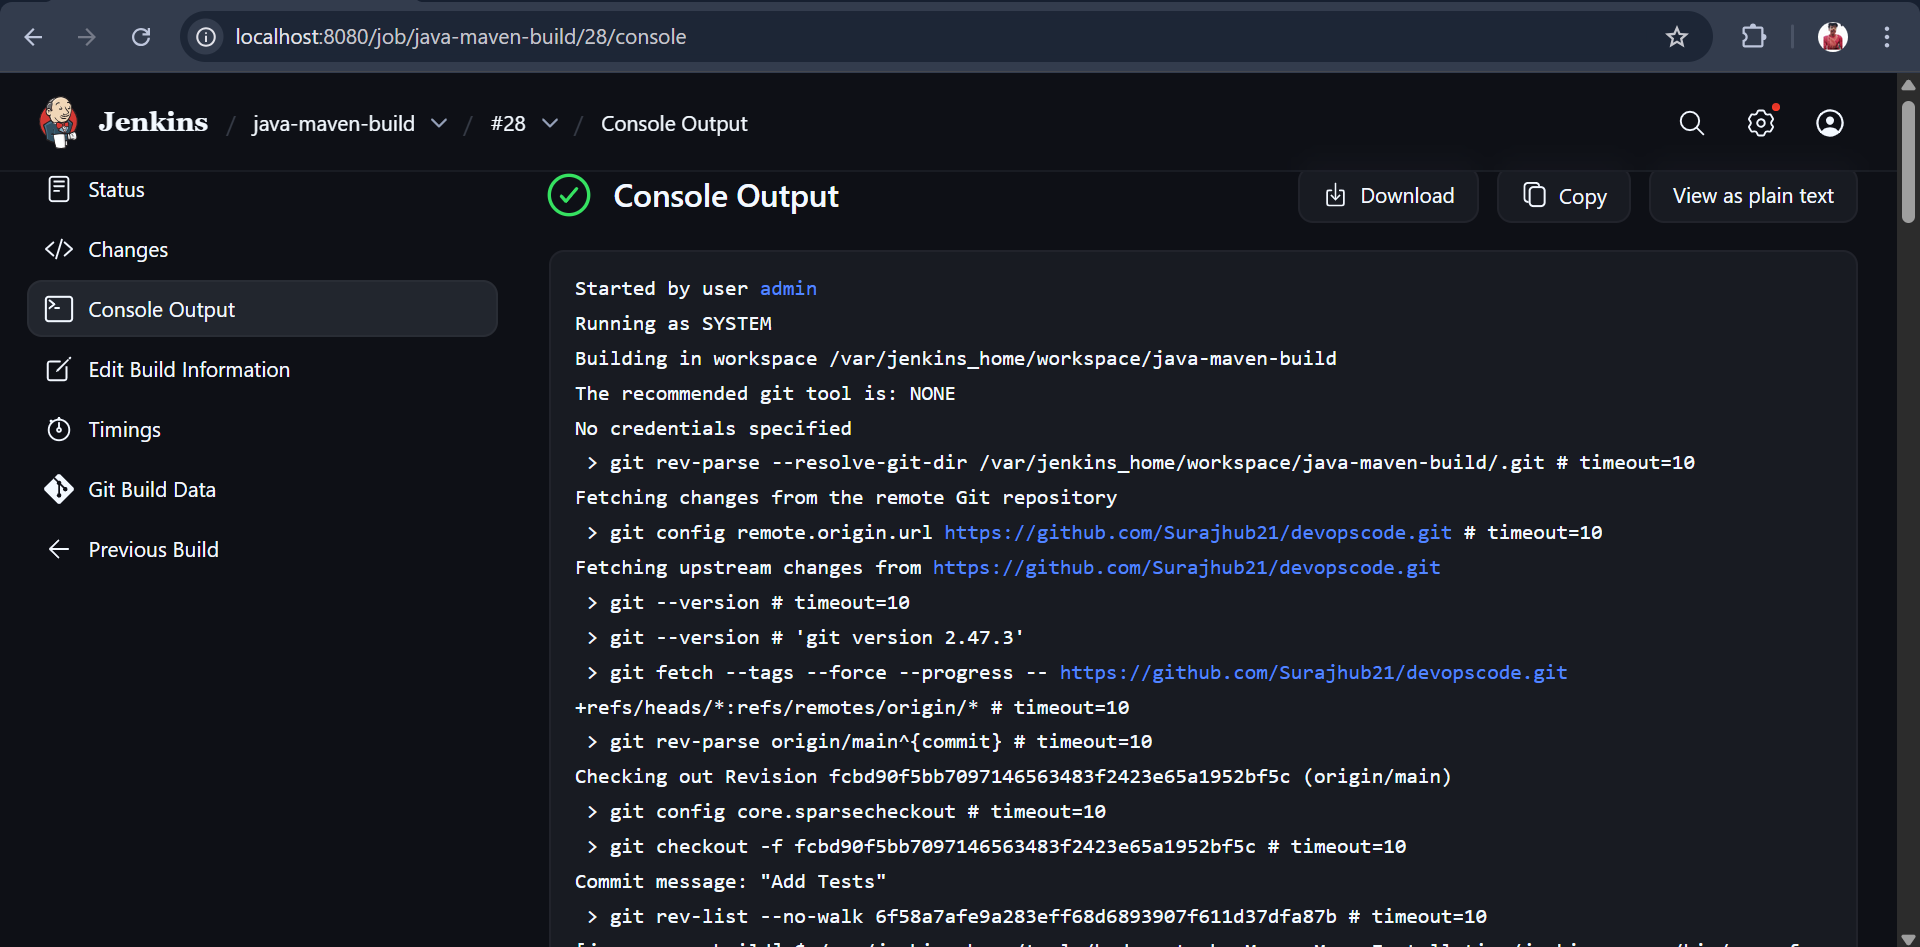 localhost:8080/job/java-maven-build/28/console
Jenkins / java-maven-build / #28 / Console Output
Status
Changes
Console Output
Edit Build Information
Timings
Git Build Data
Previous Build
Console Output
Download
Copy
View as plain text
Started by user admin
Running as SYSTEM
Building in workspace /var/jenkins_home/workspace/java-maven-build
The recommended git tool is: NONE
No credentials specified
> git rev-parse --resolve-git-dir /var/jenkins_home/workspace/java-maven-build/.git # timeout=10
Fetching changes from the remote Git repository
> git config remote.origin.url https://github.com/Surajhub21/devopscode.git # timeout=10
Fetching upstream changes from https://github.com/Surajhub21/devopscode.git
> git --version # timeout=10
> git --version # 'git version 2.47.3'
> git fetch --tags --force --progress -- https://github.com/Surajhub21/devopscode.git
+refs/heads/*:refs/remotes/origin/* # timeout=10
> git rev-parse origin/main^{commit} # timeout=10
Checking out Revision fcbd90f5bb7097146563483f2423e65a1952bf5c (origin/main)
> git config core.sparsecheckout # timeout=10
> git checkout -f fcbd90f5bb7097146563483f2423e65a1952bf5c # timeout=10
Commit message: "Add Tests"
> git rev-list --no-walk 6f58a7afe9a283eff68d6893907f611d37dfa87b # timeout=10